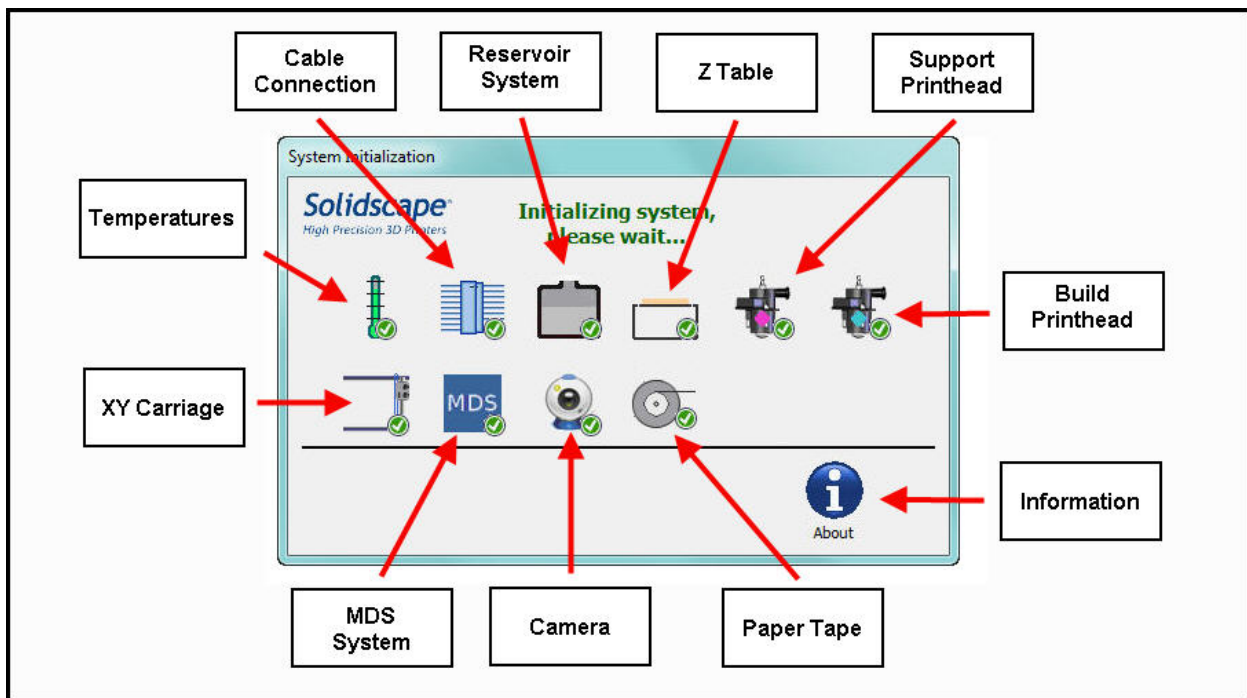 Cable
Connection
Reservoir
System
Z Table
Support
Printhead
System Initialization
Temperatures
Solidscape
High Precision 3D Printers
Initializing system,
please wait...
Build
Printhead
XY Carriage
MDS
Information
About
MDS
System
Camera
Paper Tape